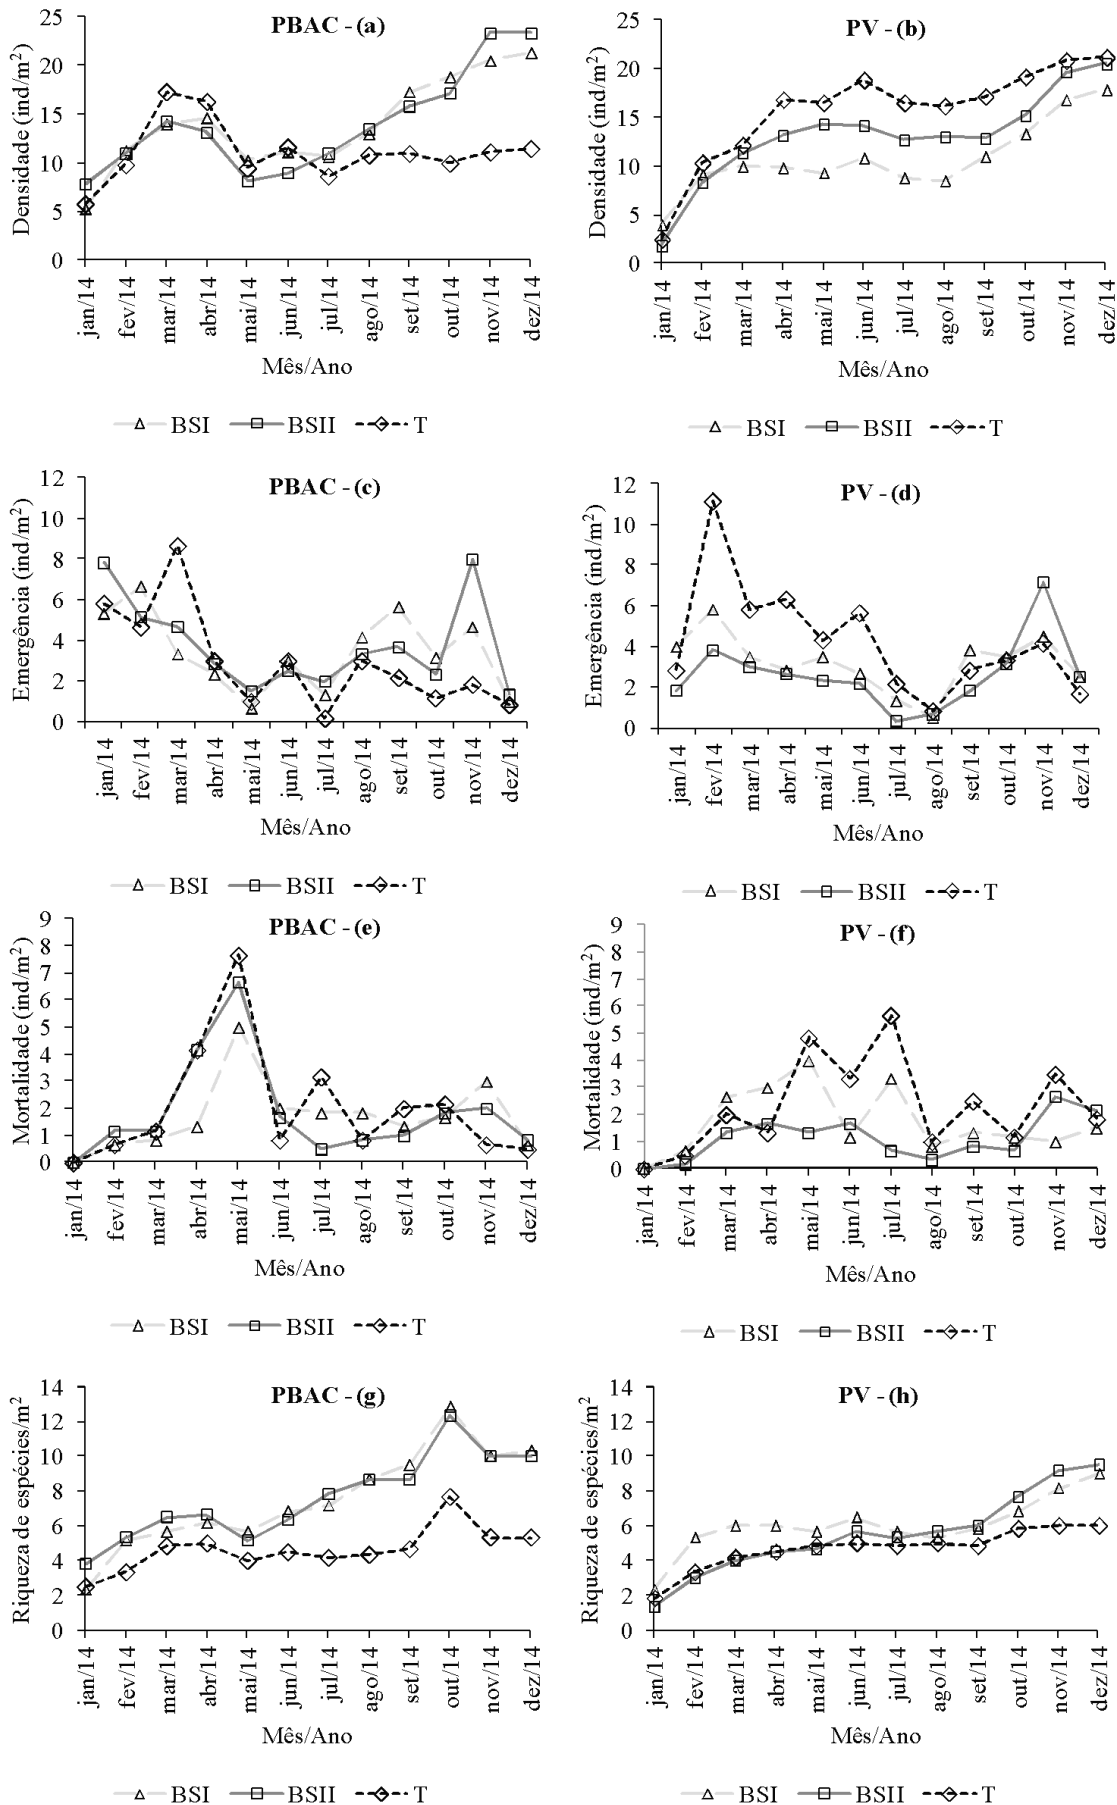 PBAC - (a)
Densidade (ind/m²)
25
20
15
10
5
0
jan/14
fev/14
mar/14
abr/14
mai/14
jun/14
jul/14
ago/14
set/14
out/14
nov/14
dez/14
Mês/Ano
BSI BSII T
PV - (b)
Densidade (ind/m²)
25
20
15
10
5
0
jan/14
fev/14
mar/14
abr/14
mai/14
jun/14
jul/14
ago/14
set/14
out/14
nov/14
dez/14
Mês/Ano
BSI BSII T
PBAC - (c)
Emergência (ind/m²)
12
10
8
6
4
2
0
jan/14
fev/14
mar/14
abr/14
mai/14
jun/14
jul/14
ago/14
set/14
out/14
nov/14
dez/14
Mês/Ano
BSI BSII T
PV - (d)
Emergência (ind/m²)
12
10
8
6
4
2
0
jan/14
fev/14
mar/14
abr/14
mai/14
jun/14
jul/14
ago/14
set/14
out/14
nov/14
dez/14
Mês/Ano
BSI BSII T
PBAC - (e)
Mortalidade (ind/m²)
9
8
7
6
5
4
3
2
1
0
jan/14
fev/14
mar/14
abr/14
mai/14
jun/14
jul/14
ago/14
set/14
out/14
nov/14
dez/14
Mês/Ano
BSI BSII T
PV - (f)
Mortalidade (ind/m²)
9
8
7
6
5
4
3
2
1
0
jan/14
fev/14
mar/14
abr/14
mai/14
jun/14
jul/14
ago/14
set/14
out/14
nov/14
dez/14
Mês/Ano
BSI BSII T
PBAC - (g)
Riqueza de espécies/m²
14
12
10
8
6
4
2
0
jan/14
fev/14
mar/14
abr/14
mai/14
jun/14
jul/14
ago/14
set/14
out/14
nov/14
dez/14
Mês/Ano
BSI BSII T
PV - (h)
Riqueza de espécies/m²
14
12
10
8
6
4
2
0
jan/14
fev/14
mar/14
abr/14
mai/14
jun/14
jul/14
ago/14
set/14
out/14
nov/14
dez/14
Mês/Ano
BSI BSII T